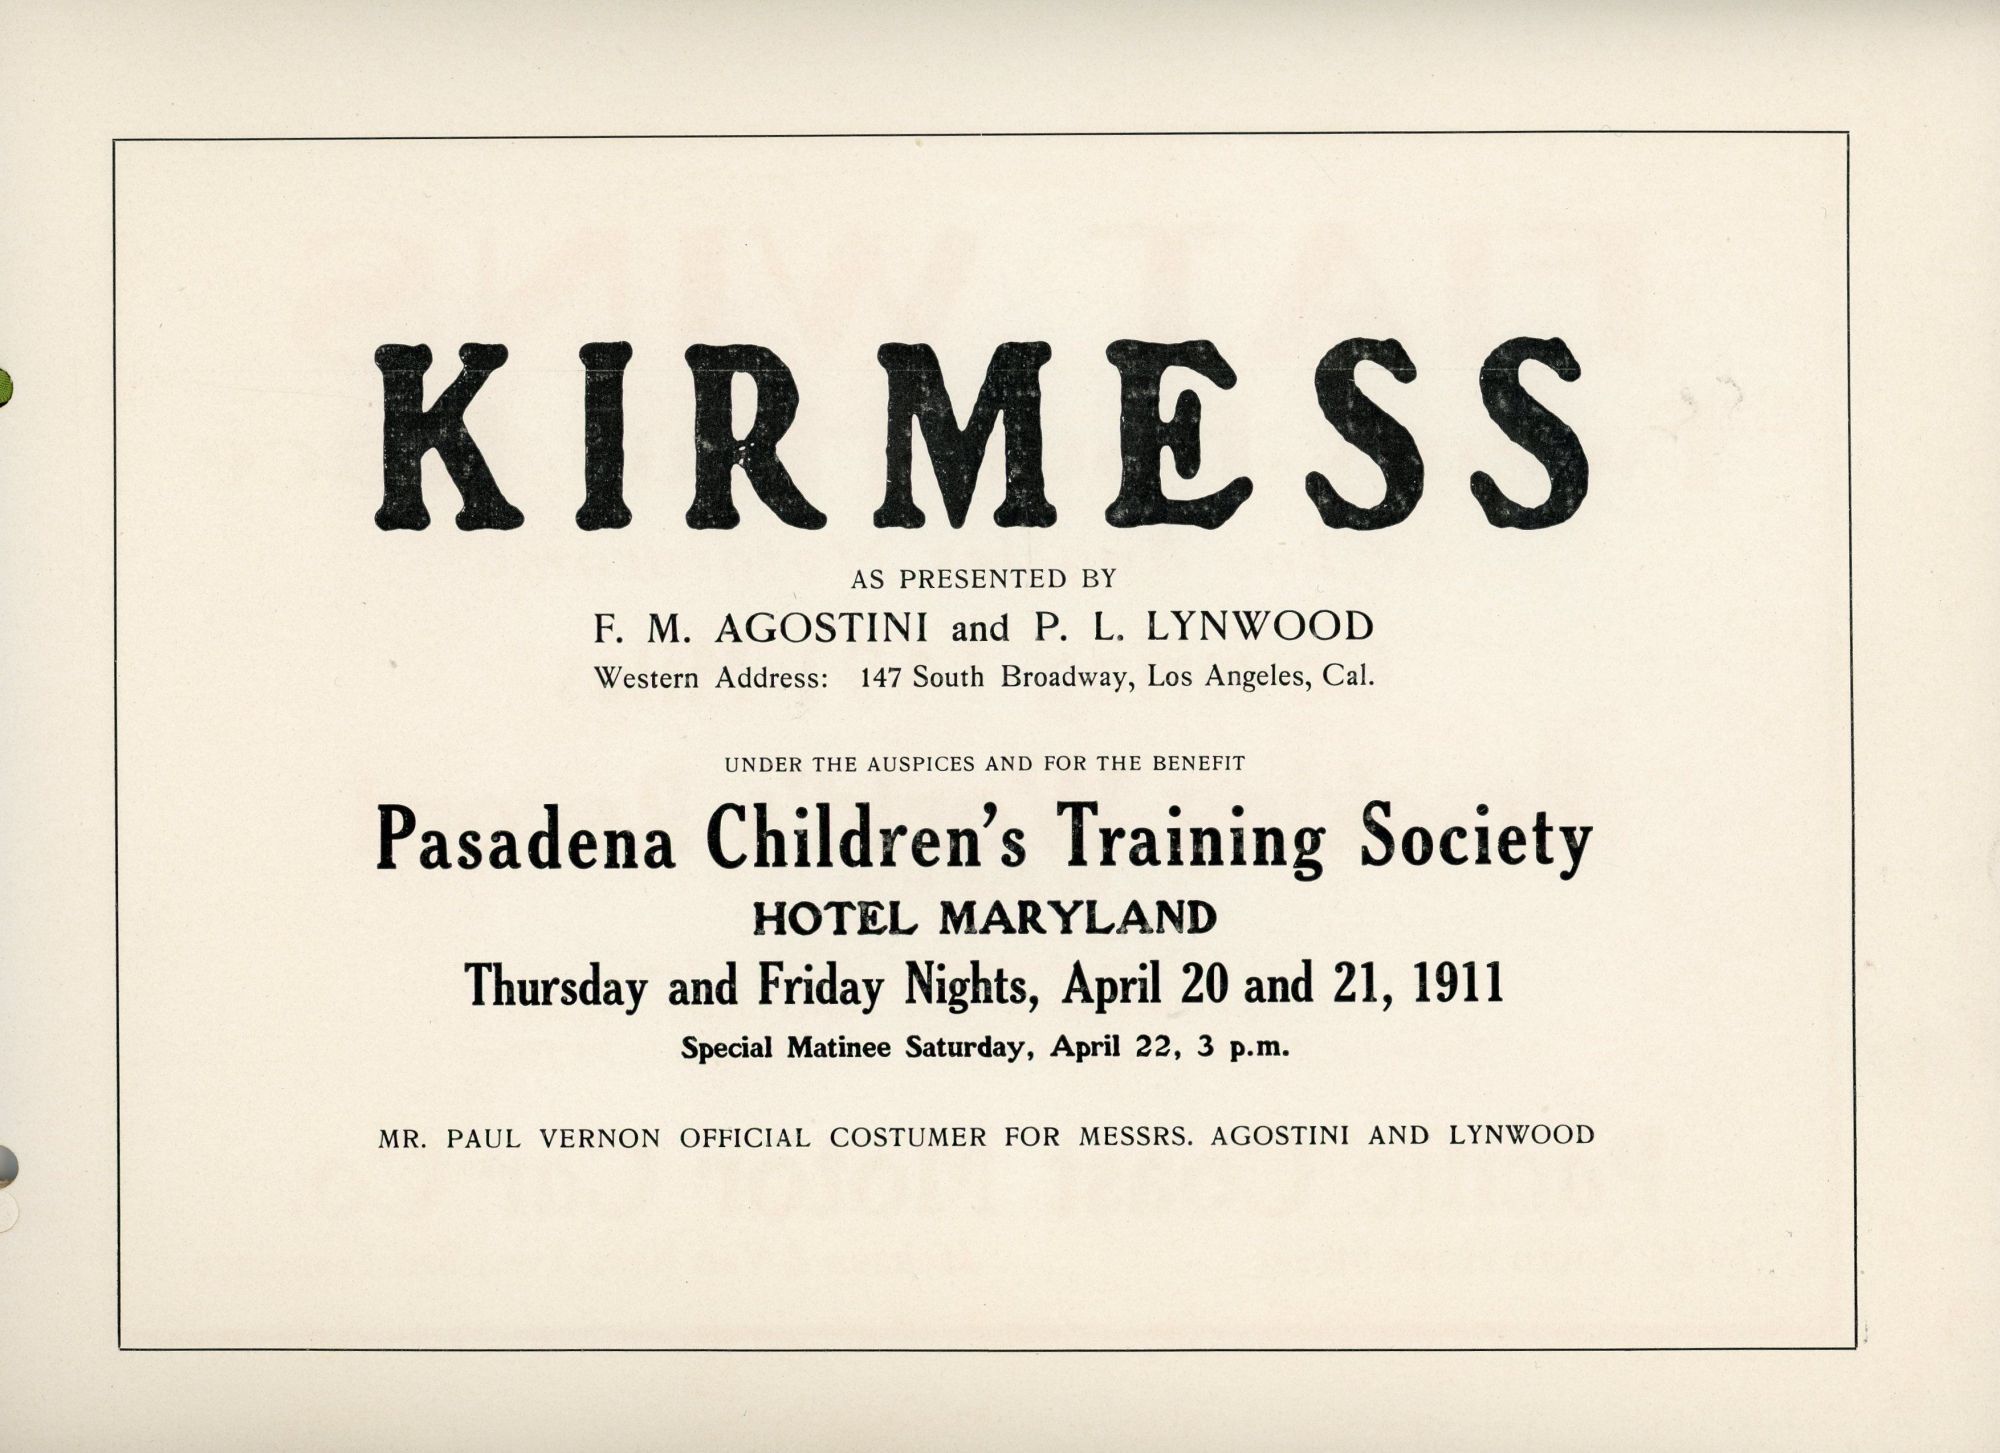 KIRMESS
AS PRESENTED BY
F. M. AGOSTINI and P. L. LYNWOOD
Western Address: 147 South Broadway, Los Angeles, Cal.
UNDER THE AUSPICES AND FOR THE BENEFIT
Pasadena Children's Training Society
HOTEL MARYLAND
Thursday and Friday Nights, April 20 and 21, 1911
Special Matinee Saturday, April 22, 3 p.m.
MR. PAUL VERNON OFFICIAL COSTUMER FOR MESSRS. AGOSTINI AND LYNWOOD